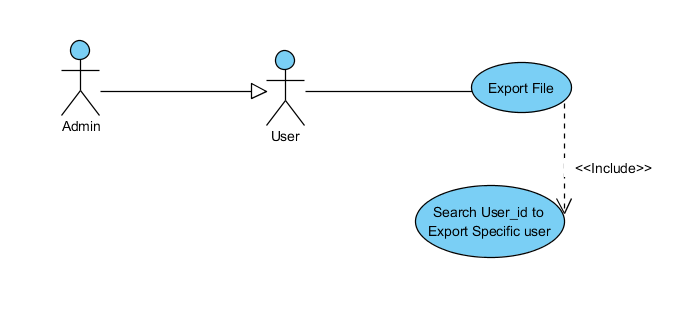 Export File
Admin
User
<<Include>>
Search User_id to
Export Specific user